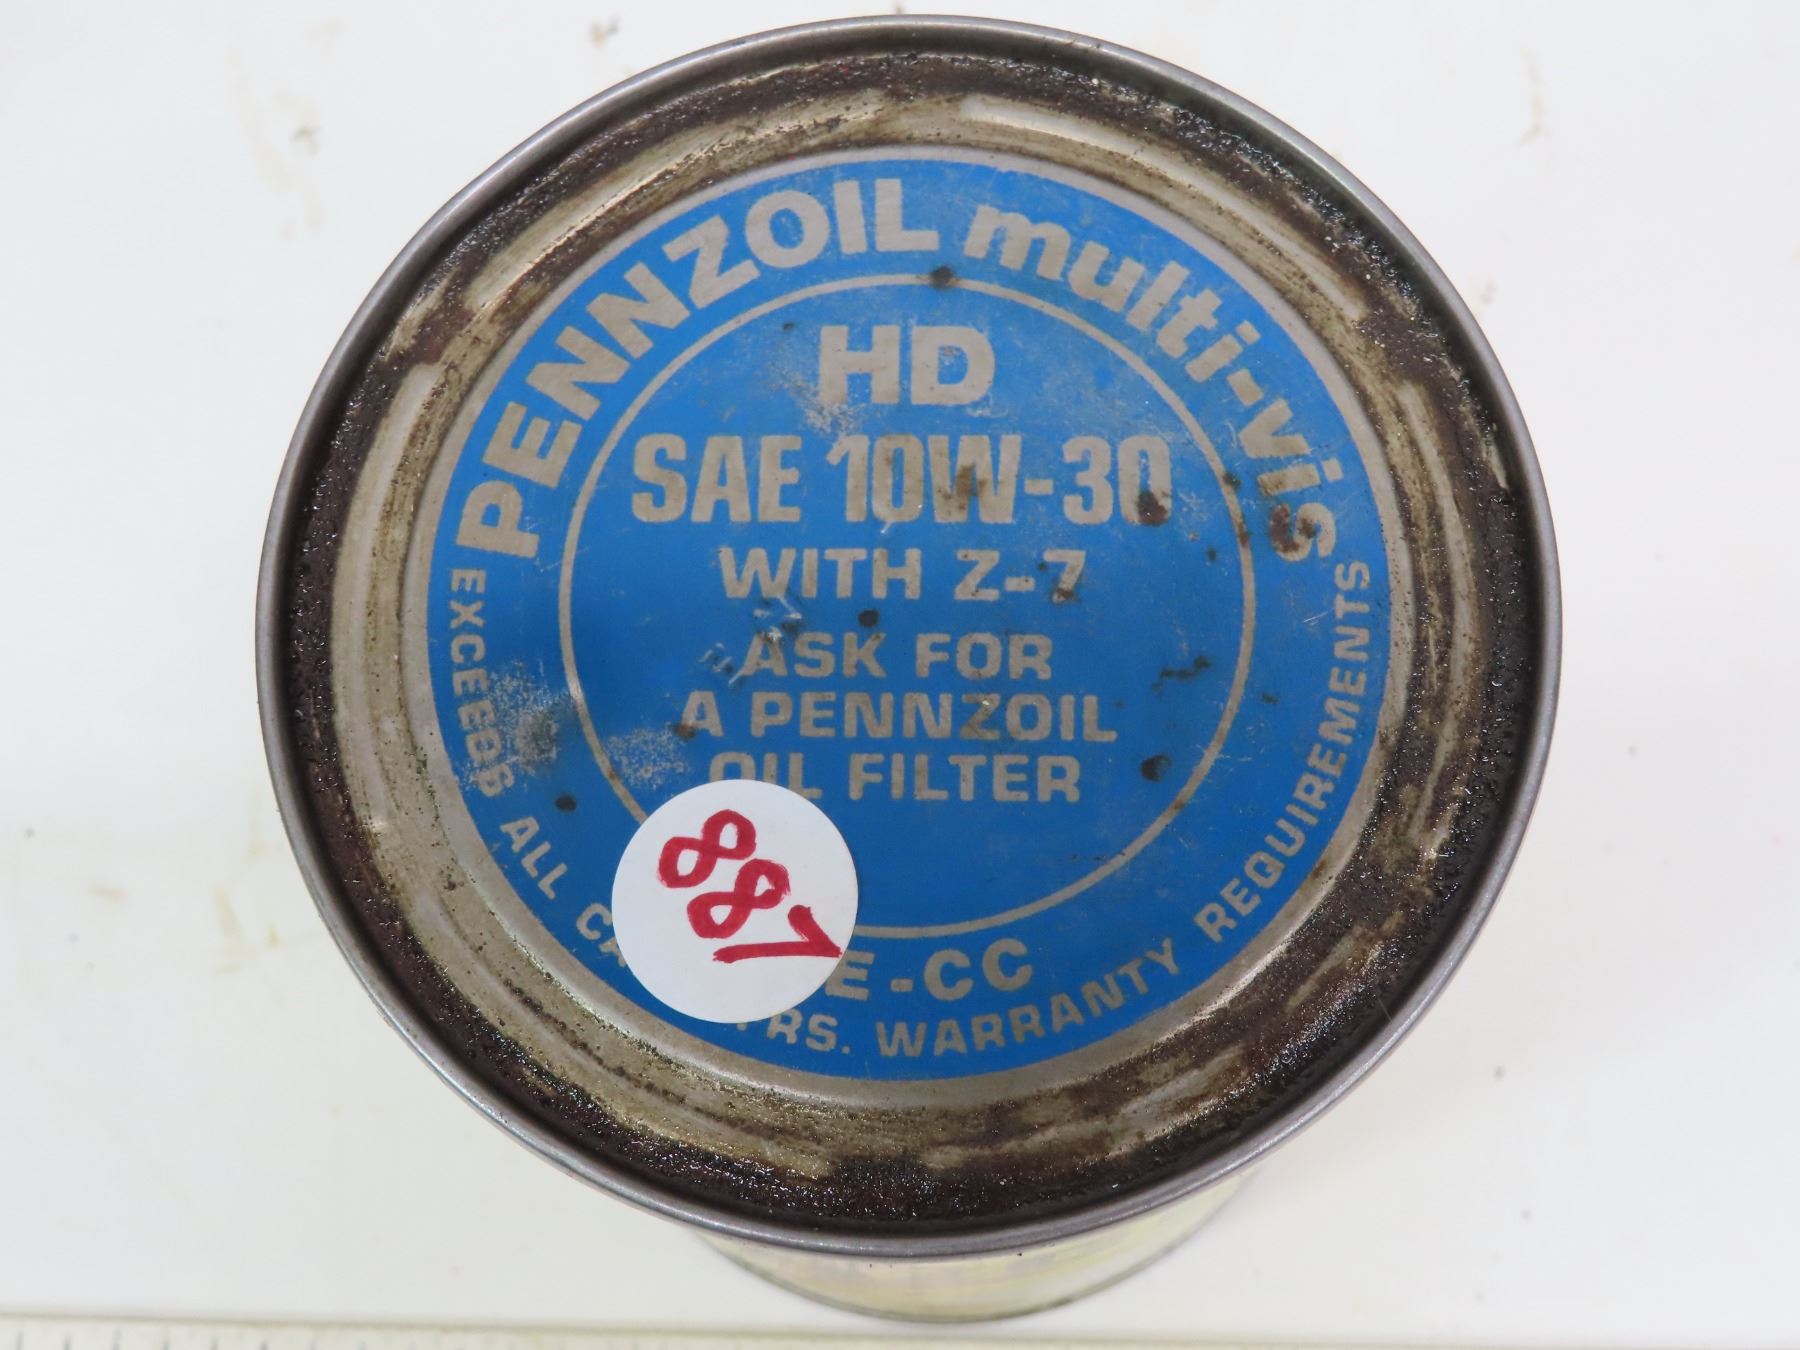 PENNZOIL multi-vis
HD
SAE 10W-30
WITH Z-7
ASK FOR
A PENNZOIL
OIL FILTER
E-CC
EXCEEDS ALL
RS. WARRANTY REQUIREMENTS
887